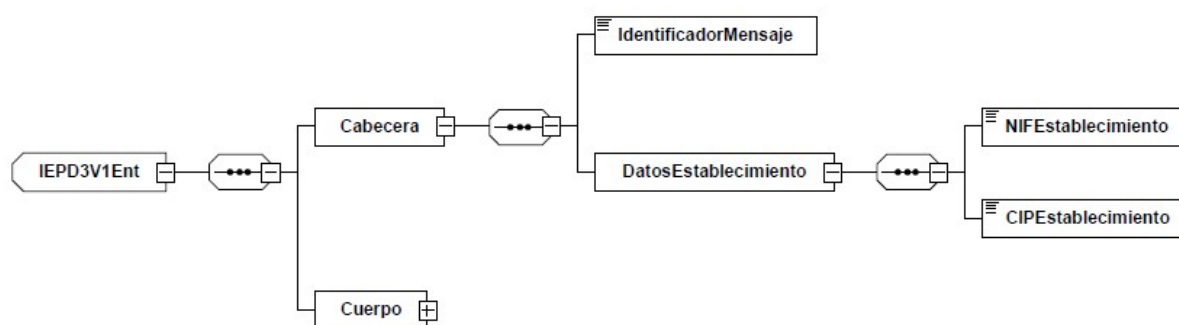 IdentificadorMensaje
Cabecera
NIFEstablecimiento
IEPD3V1Ent
DatosEstablecimiento
CIPEstablecimiento
Cuerpo